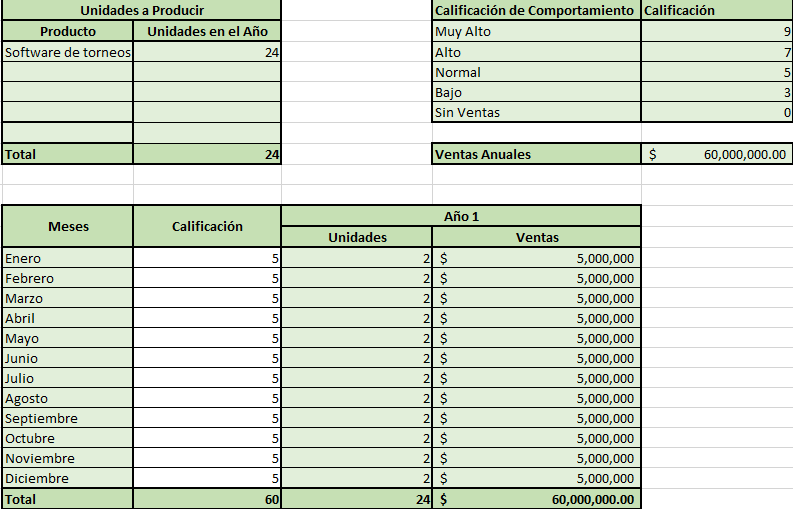 Unidades a Producir
Producto Unidades en el Año
Software de torneos 24
Total 24
Calificación de Comportamiento Calificación
Muy Alto 9
Alto 7
Normal 5
Bajo 3
Sin Ventas 0
Ventas Anuales $ 60,000,000.00
Meses Calificación Año 1
Unidades Ventas
Enero 5 2 $ 5,000,000
Febrero 5 2 $ 5,000,000
Marzo 5 2 $ 5,000,000
Abril 5 2 $ 5,000,000
Mayo 5 2 $ 5,000,000
Junio 5 2 $ 5,000,000
Julio 5 2 $ 5,000,000
Agosto 5 2 $ 5,000,000
Septiembre 5 2 $ 5,000,000
Octubre 5 2 $ 5,000,000
Noviembre 5 2 $ 5,000,000
Diciembre 5 2 $ 5,000,000
Total 60 24 $ 60,000,000.00